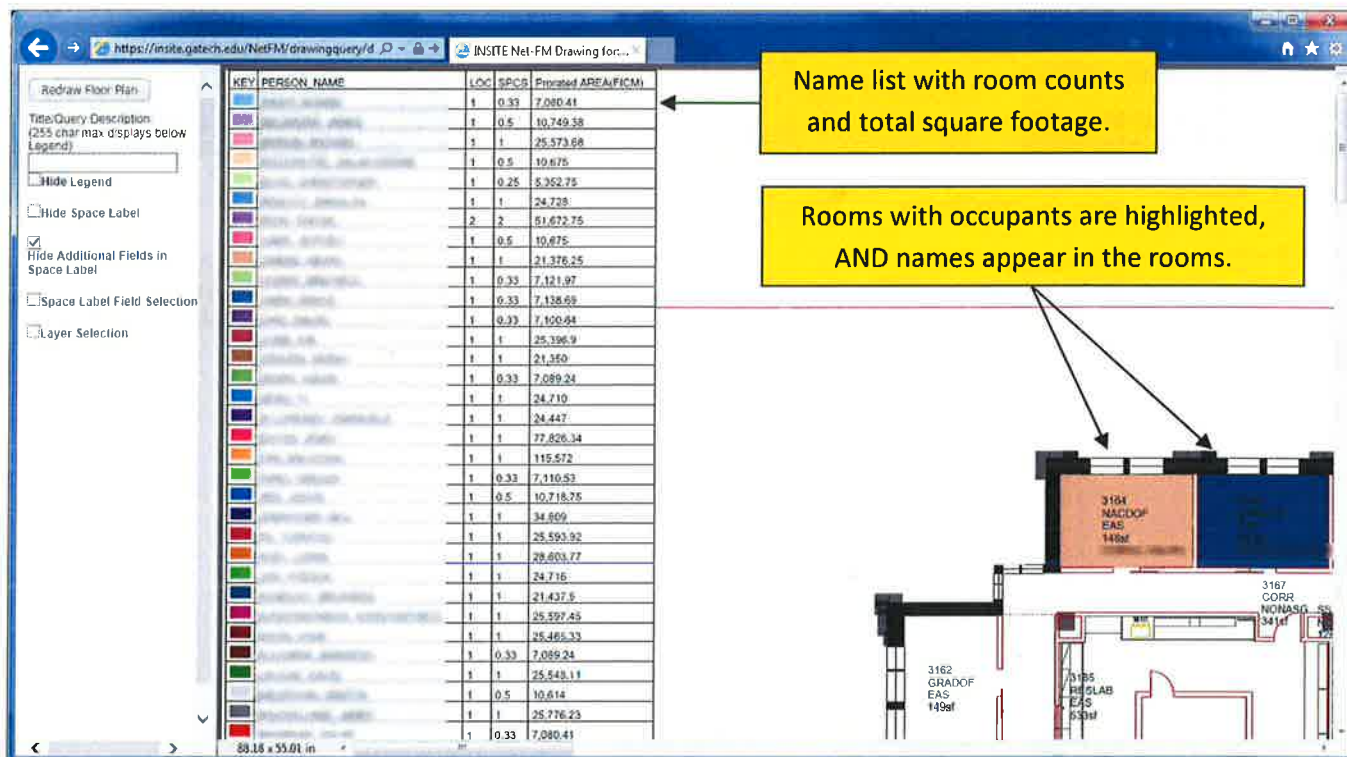 https://insite.gatech.edu/NetFM/drawingquery/d
INSITE Net-FM Drawing for:...
Redraw Floor Plan
Title/Query Description
(255 char max displays below
Legend)
Hide Legend
Hide Space Label
Hide Additional Fields in
Space Label
Space Label Field Selection
Layer Selection
KEY PERSON_NAME LOC SPCS Prorated AREA(FICM)
1 0.33 7,080.41
1 0.5 10,749.38
1 1 25,573.68
1 0.5 10,675
1 0.25 5,352.75
1 1 24,728
2 2 51,672.75
1 0.5 10,675
1 1 21,376.25
1 0.33 7,121.97
1 0.33 7,138.69
1 0.33 7,100.64
1 1 25,396.9
1 1 21,350
1 0.33 7,089.24
1 1 24,710
1 1 24,447
1 1 77,826.34
1 1 115,572
1 0.33 7,110.53
1 0.5 10,718.75
1 1 34,809
1 1 25,593.92
1 1 28,603.77
1 1 24,716
1 1 21,437.5
1 1 25,597.45
1 1 25,465.33
1 0.33 7,089.24
1 1 25,548.11
1 0.5 10,614
1 1 25,776.23
1 0.33 7,080.41
88.18 x 55.01 in
Name list with room counts
and total square footage.
Rooms with occupants are highlighted,
AND names appear in the rooms.
3164
NACDOF
EAS
148sf
3167
CORR
NONASG
341sf
3162
GRADOF
EAS
149sf
3165
RESLAB
EAS
533sf